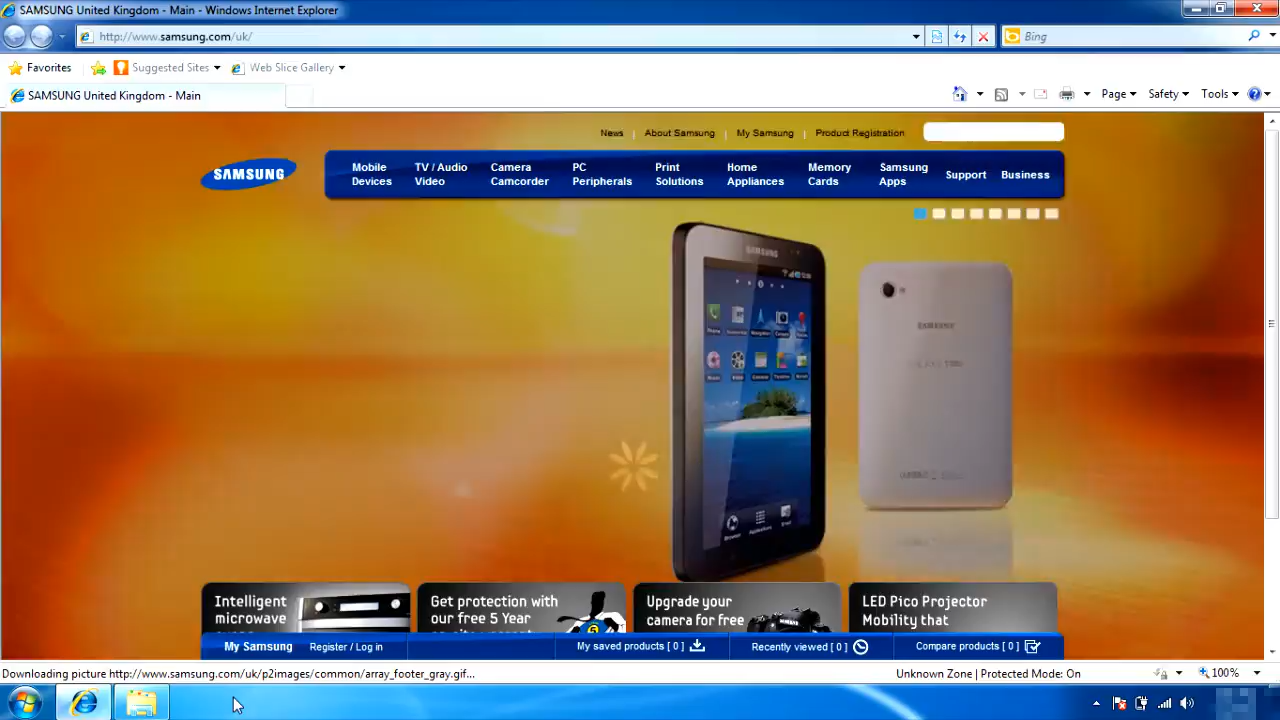 SAMSUNG United Kingdom - Main - Windows Internet Explorer
http://www.samsung.com/uk/
Bing
Favorites
Suggested Sites
Web Slice Gallery
SAMSUNG United Kingdom - Main
Page
Safety
Tools
News
About Samsung
My Samsung
Product Registration
SAMSUNG
Mobile
Devices
TV / Audio
Video
Camera
Camcorder
PC
Peripherals
Print
Solutions
Home
Appliances
Memory
Cards
Samsung
Apps
Support
Business
SAMSUNG
SAMSUNG
Intelligent
microwave
Get protection with
our free 5 Year
Upgrade your
camera for free
LED Pico Projector
Mobility that
My Samsung
Register / Log in
My saved products [ 0 ]
Recently viewed [ 0 ]
Compare products [ 0 ]
Downloading picture http://www.samsung.com/uk/p2images/common/array_footer_gray.gif...
Unknown Zone | Protected Mode: On
100%